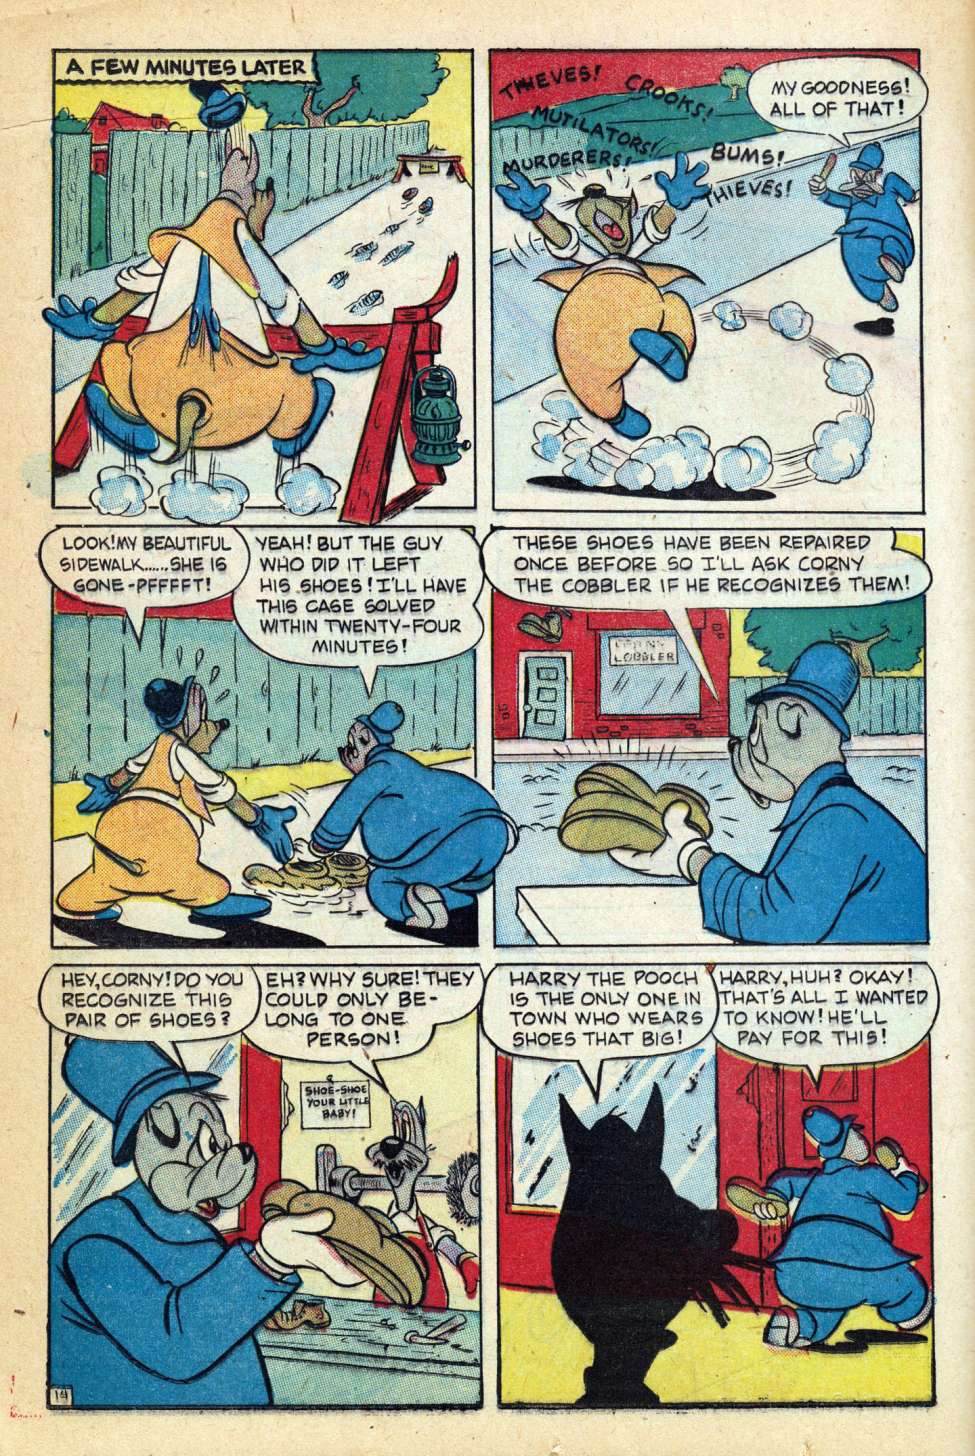 A FEW MINUTES LATER
THIEVES!
CROOKS!
MUTILATORS!
MURDERERS!
BUMS!
THIEVES!
MY GOODNESS!
ALL OF THAT!
LOOK! MY BEAUTIFUL
SIDEWALK......SHE IS
GONE-PFFFFT!
YEAH! BUT THE GUY
WHO DID IT LEFT
HIS SHOES! I'LL HAVE
THIS CASE SOLVED
WITHIN TWENTY-FOUR
MINUTES!
THESE SHOES HAVE BEEN REPAIRED
ONCE BEFORE SO I'LL ASK CORNY
THE COBBLER IF HE RECOGNIZES THEM!
CORNY
COBBLER
HEY, CORNY! DO YOU
RECOGNIZE THIS
PAIR OF SHOES?
EH? WHY SURE! THEY
COULD ONLY BE-
LONG TO ONE
PERSON!
SHOE-SHOE
YOUR LITTLE
BABY!
HARRY THE POOCH
IS THE ONLY ONE IN
TOWN WHO WEARS
SHOES THAT BIG!
HARRY, HUH? OKAY!
THAT'S ALL I WANTED
TO KNOW! HE'LL
PAY FOR THIS!
14